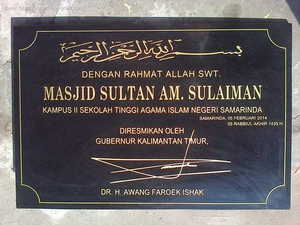 بسم الله الرحمن الرحيم
DENGAN RAHMAT ALLAH SWT.
MASJID SULTAN AM. SULAIMAN
KAMPUS II SEKOLAH TINGGI AGAMA ISLAM NEGERI SAMARINDA
SAMARINDA, 05 FEBRUARI 2014
05 RABBIUL AKHIR 1435 H
DIRESMIKAN OLEH
GUBERNUR KALIMANTAN TIMUR,
DR. H. AWANG FAROEK ISHAK